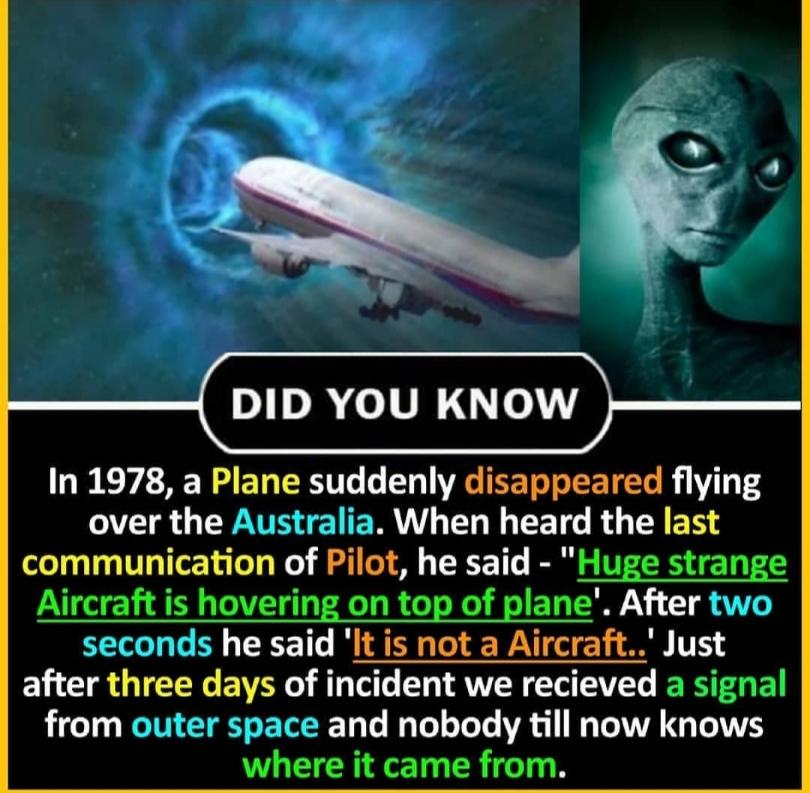 DID YOU KNOW
In 1978, a Plane suddenly disappeared flying
over the Australia. When heard the last
communication of Pilot, he said - "Huge strange
Aircraft is hovering on top of plane'. After two
seconds he said 'It is not a Aircraft..' Just
after three days of incident we recieved a signal
from outer space and nobody till now knows
where it came from.